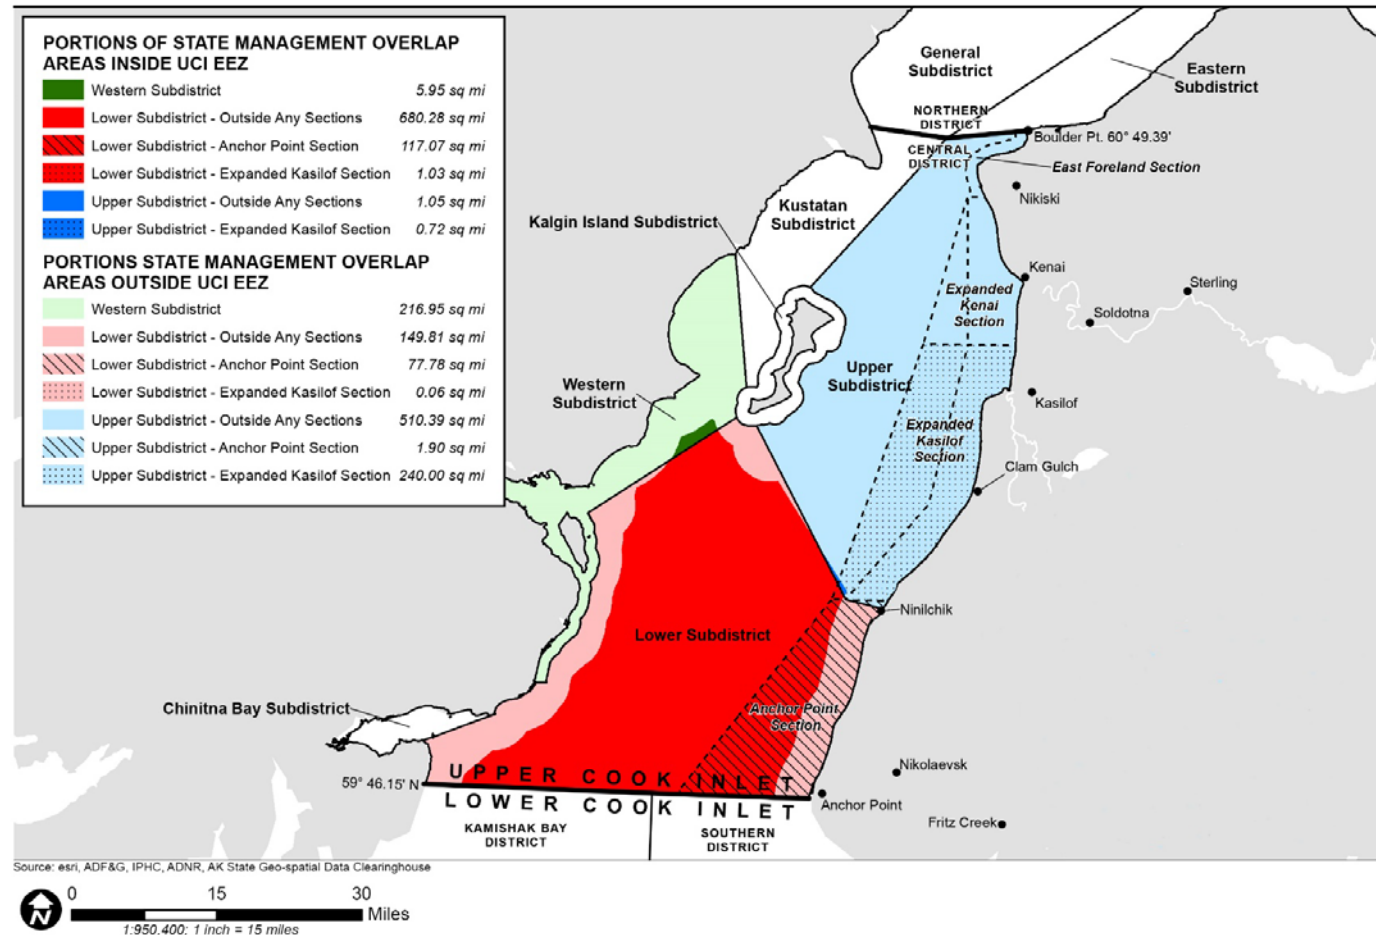 PORTIONS OF STATE MANAGEMENT OVERLAP
AREAS INSIDE UCI EEZ
Western Subdistrict 5.95 sq mi
Lower Subdistrict - Outside Any Sections 680.28 sq mi
Lower Subdistrict - Anchor Point Section 117.07 sq mi
Lower Subdistrict - Expanded Kasilof Section 1.03 sq mi
Upper Subdistrict - Outside Any Sections 1.05 sq mi
Upper Subdistrict - Expanded Kasilof Section 0.72 sq mi
PORTIONS STATE MANAGEMENT OVERLAP
AREAS OUTSIDE UCI EEZ
Western Subdistrict 216.95 sq mi
Lower Subdistrict - Outside Any Sections 149.81 sq mi
Lower Subdistrict - Anchor Point Section 77.78 sq mi
Lower Subdistrict - Expanded Kasilof Section 0.06 sq mi
Upper Subdistrict - Outside Any Sections 510.39 sq mi
Upper Subdistrict - Anchor Point Section 1.90 sq mi
Upper Subdistrict - Expanded Kasilof Section 240.00 sq mi
General
Subdistrict
Eastern
Subdistrict
NORTHERN
DISTRICT
Boulder Pt. 60° 49.39'
CENTRAL
DISTRICT
East Foreland Section
Nikiski
Kustatan
Subdistrict
Kalgin Island Subdistrict
Kenai
Sterling
Expanded
Kenai
Section
Soldotna
Upper
Subdistrict
Western
Subdistrict
Kasilof
Expanded
Kasilof
Section
Clam Gulch
Ninilchik
Lower Subdistrict
Chinitna Bay Subdistrict
Anchor Point
Section
Nikolaevsk
59° 46.15' N
UPPER COOK INLET
LOWER COOK INLET
Anchor Point
KAMISHAK BAY
DISTRICT
SOUTHERN
DISTRICT
Fritz Creek
Source: esri, ADF&G, IPHC, ADNR, AK State Geo-spatial Data Clearinghouse
N
0 15 30
Miles
1:950,400; 1 inch = 15 miles